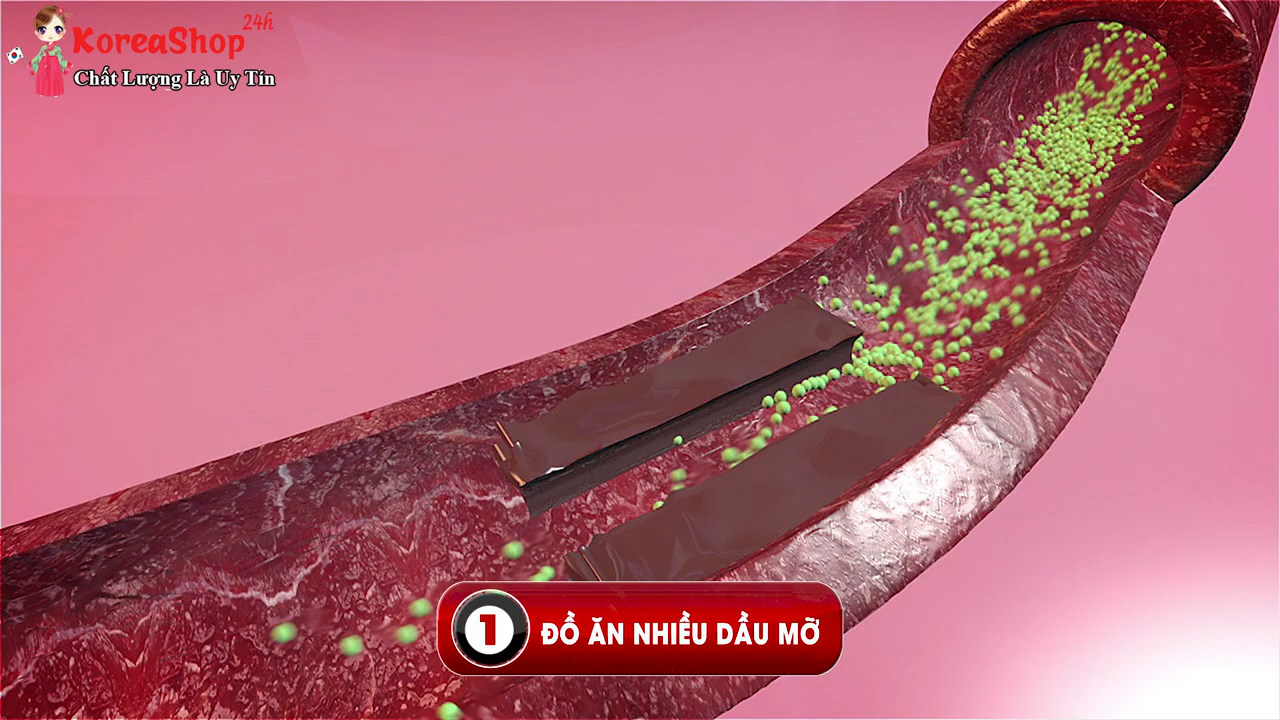 KoreaShop 24h
Chất Lượng Là Uy Tín
1 ĐỒ ĂN NHIỀU DẦU MỠ